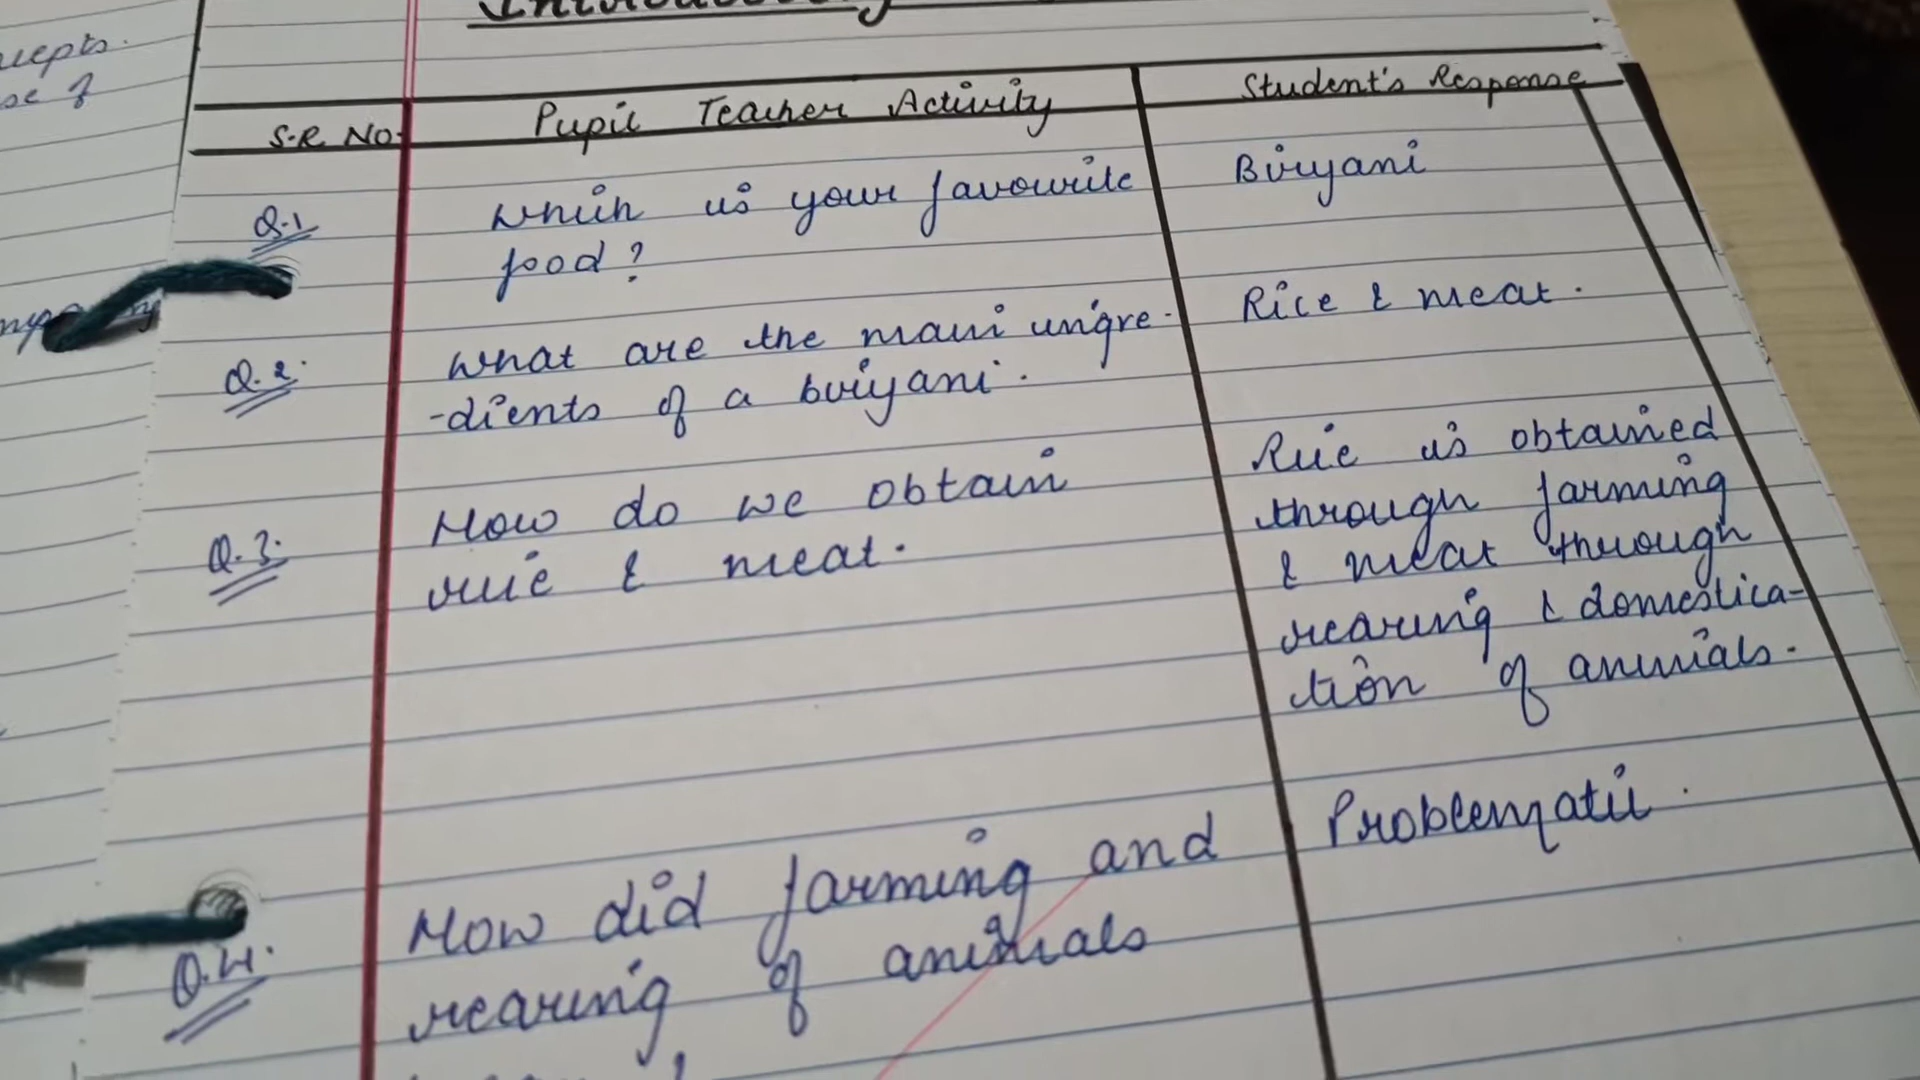 S.R. No.
Pupil Teacher Activity
Student's Response
Q.1
Which is your favourite
food?
Biryani
Q.2.
What are the main ingre-
-dients of a biryani.
Rice & meat.
Q.3.
How do we obtain
rice & meat.
Rice is obtained
through farming
& meat through
rearing & domestica-
tion of animals.
Q.4.
How did farming and
rearing of animals
Problematic.